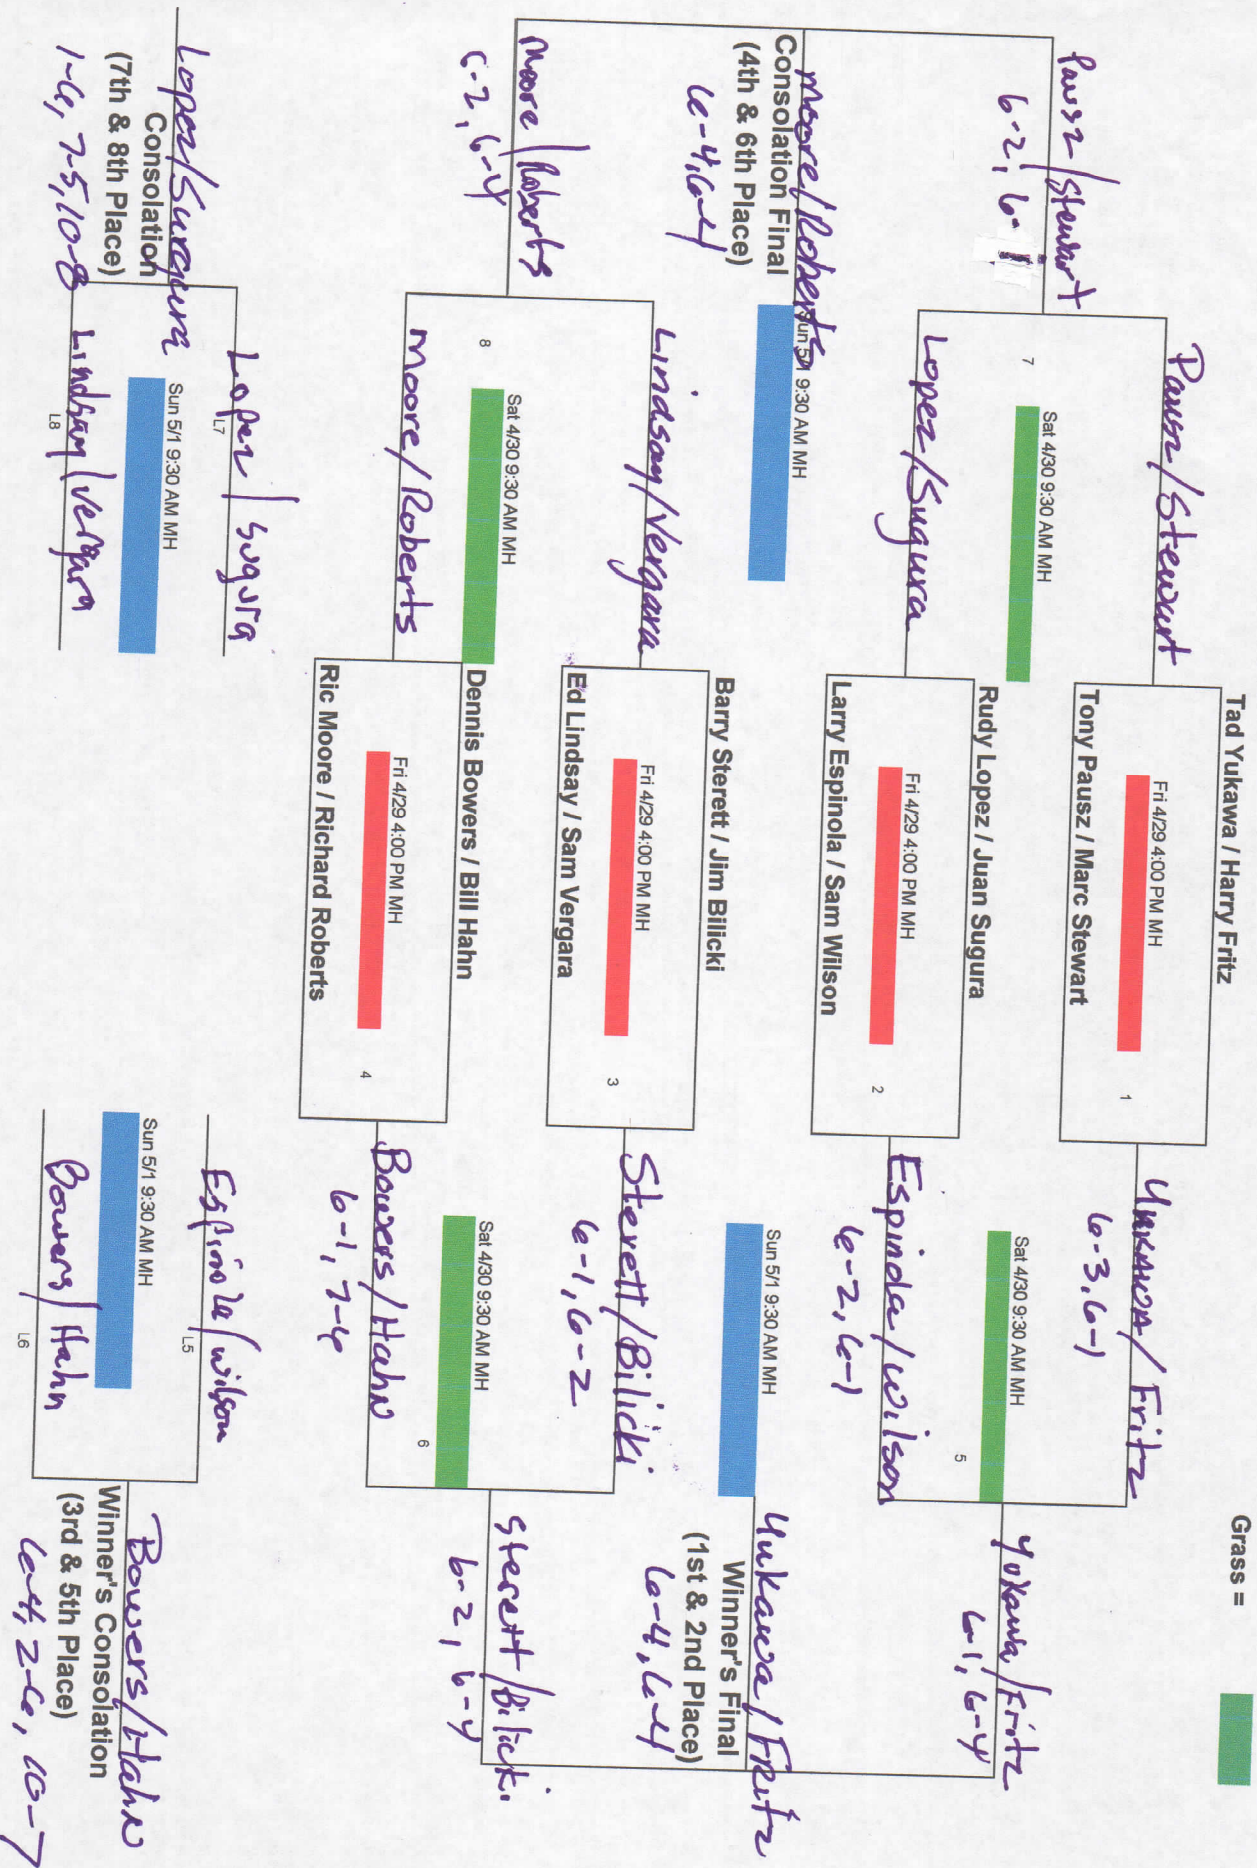 Grass =
Tad Yukawa / Harry Fritz
Fri 4/29 4:00 PM MH
1
Tony Pausz / Marc Stewart
Rudy Lopez / Juan Sugura
Fri 4/29 4:00 PM MH
2
Larry Espinola / Sam Wilson
Barry Sterett / Jim Bilicki
Fri 4/29 4:00 PM MH
3
Ed Lindsay / Sam Vergara
Dennis Bowers / Bill Hahn
Fri 4/29 4:00 PM MH
4
Ric Moore / Richard Roberts
Yukawa / Fritz
6-3, 6-1
Sat 4/30 9:30 AM MH
5
Espinola / Wilson
6-2, 6-1
Sterett / Bilicki
6-1, 6-2
Sat 4/30 9:30 AM MH
6
Bowers / Hahn
6-1, 7-6
Yukawa / Fritz
6-1, 6-4
Sun 5/1 9:30 AM MH
Yukawa / Fritz
Winner's Final
(1st & 2nd Place)
6-4, 6-4
Sterett / Bilicki
6-2, 6-4
Espinola / Wilson
L5
Sun 5/1 9:30 AM MH
Bowers / Hahn
L6
Bowers / Hahn
Winner's Consolation
(3rd & 5th Place)
6-4, 2-6, 10-7
Pausz / Stewart
Sat 4/30 9:30 AM MH
7
Lopez / Sugura
Lindsay / Vergara
Sat 4/30 9:30 AM MH
8
Moore / Roberts
Pausz / Stewart
6-2, 6-
Sun 5/1 9:30 AM MH
Moore / Roberts
Consolation Final
(4th & 6th Place)
6-4, 6-4
Moore / Roberts
6-2, 6-4
Lopez / Sugura
L7
Sun 5/1 9:30 AM MH
Lindsay / Vergara
L8
Lopez / Sugura
Consolation
(7th & 8th Place)
1-6, 7-5, 10-8